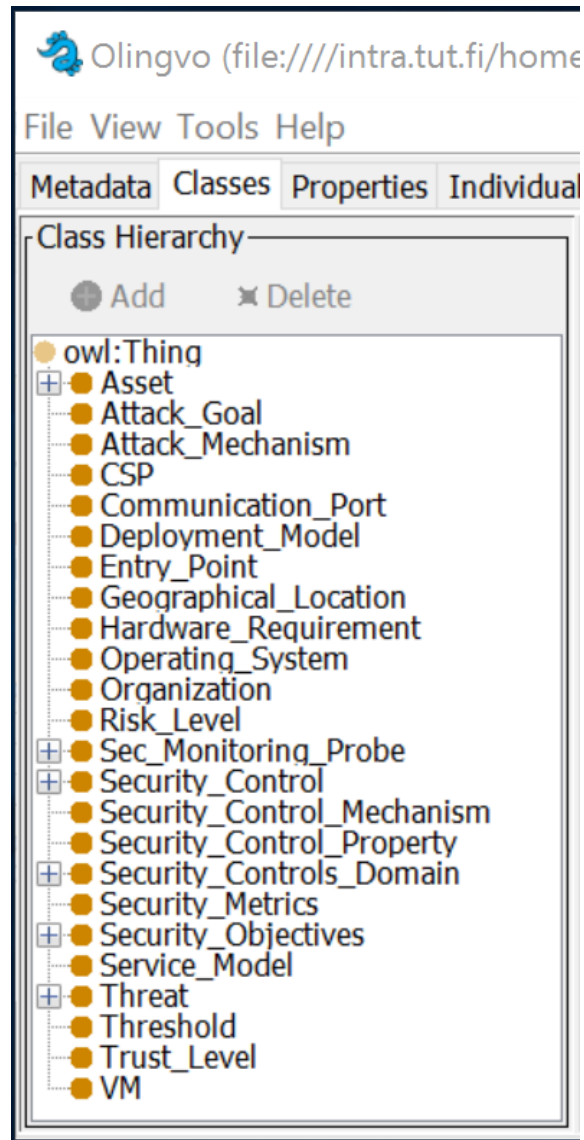 Olingvo (file:////intra.tut.fi/home
File View Tools Help
Metadata Classes Properties Individual
Class Hierarchy
Add Delete
owl:Thing
Asset
Attack_Goal
Attack_Mechanism
CSP
Communication_Port
Deployment_Model
Entry_Point
Geographical_Location
Hardware_Requirement
Operating_System
Organization
Risk_Level
Sec_Monitoring_Probe
Security_Control
Security_Control_Mechanism
Security_Control_Property
Security_Controls_Domain
Security_Metrics
Security_Objectives
Service_Model
Threat
Threshold
Trust_Level
VM